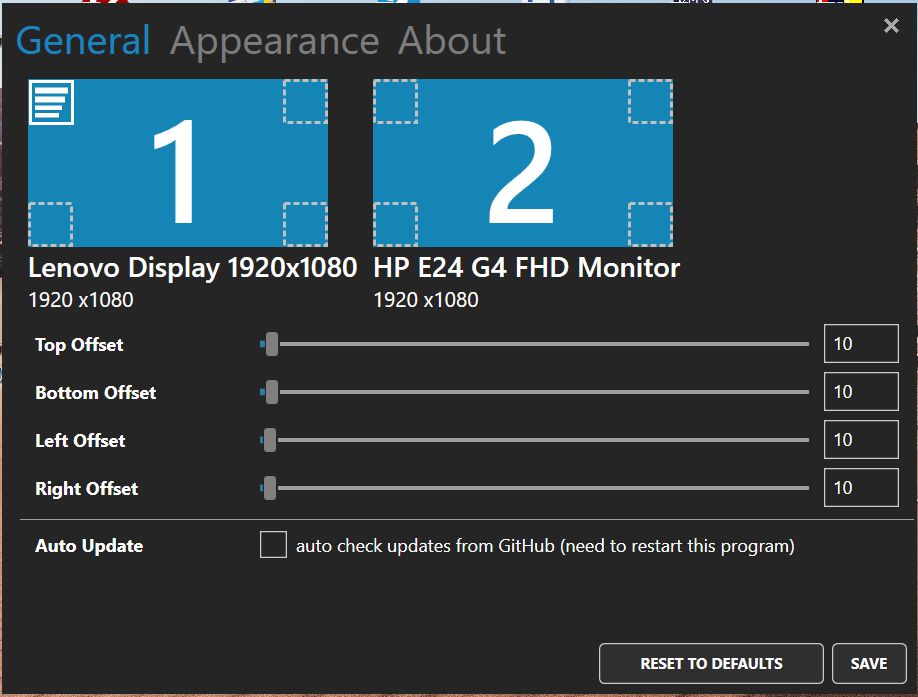 General Appearance About
1 2
Lenovo Display 1920x1080 HP E24 G4 FHD Monitor
1920 x1080 1920 x1080
Top Offset 10
Bottom Offset 10
Left Offset 10
Right Offset 10
Auto Update auto check updates from GitHub (need to restart this program)
RESET TO DEFAULTS SAVE